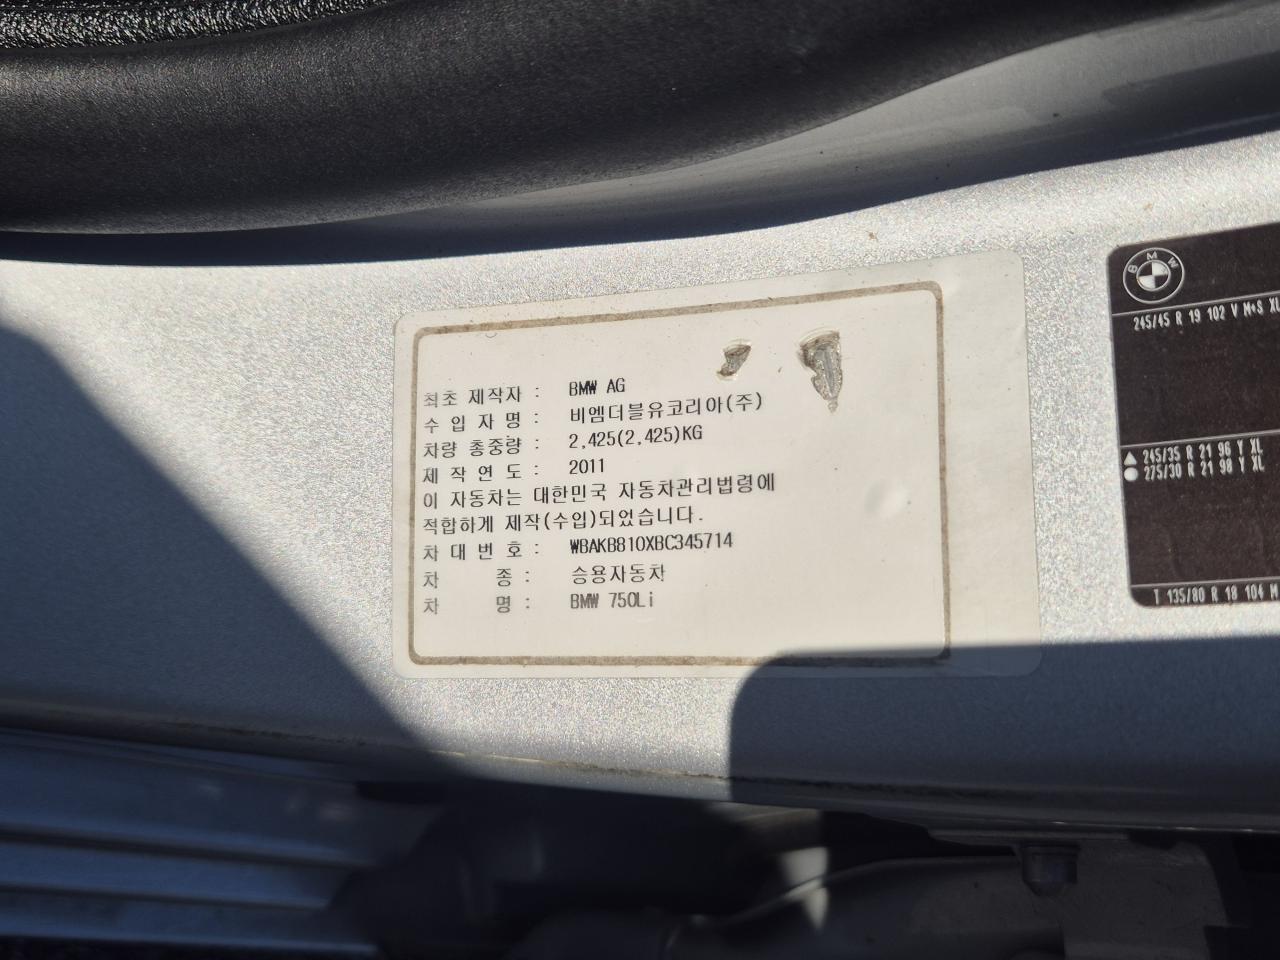 최초 제작자 : BMW AG
수 입 자 명 : 비엠더블유코리아(주)
차량 총중량 : 2,425(2,425)KG
제 작 연 도 : 2011
이 자동차는 대한민국 자동차관리법령에
적합하게 제작(수입)되었습니다.
차 대 번 호 : WBAKB810XBC345714
차 종 : 승용자동차
차 명 : BMW 750Li
BMW
245/45 R 19 102 V M+S XL
245/35 R 21 96 Y XL
275/30 R 21 98 Y XL
T 135/80 R 18 104 M